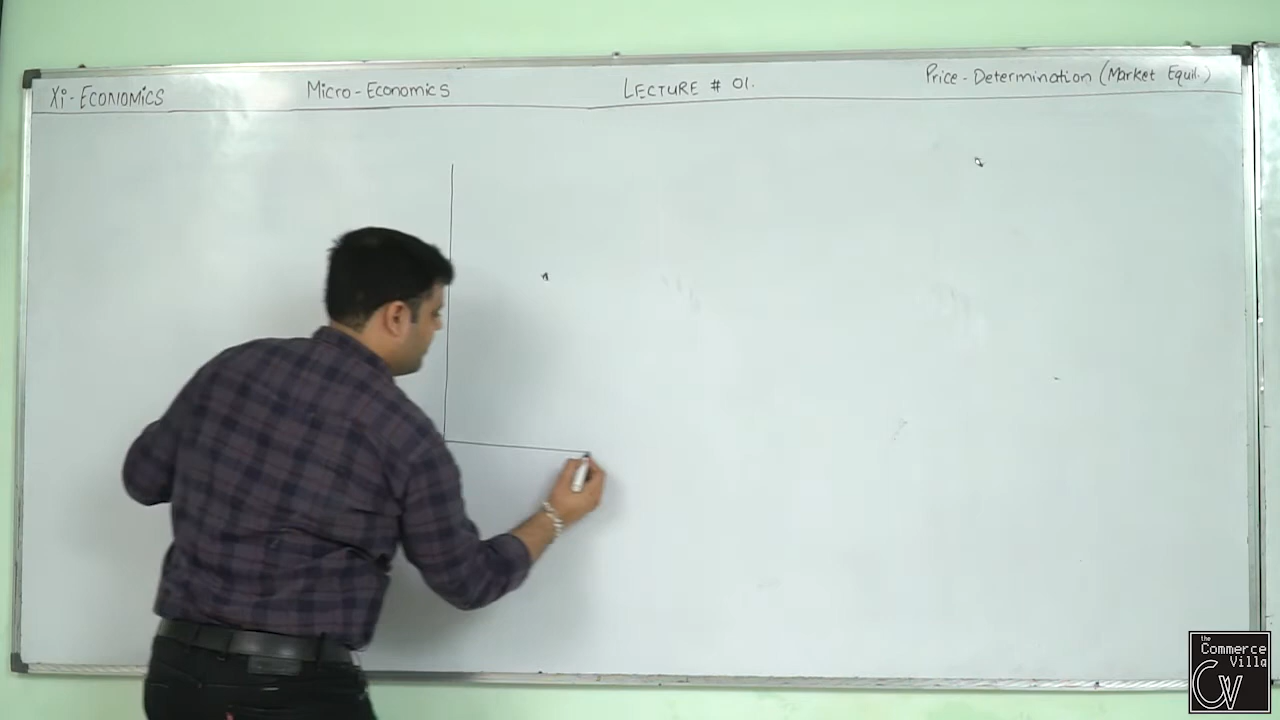 Xi-ECONOMICS
Micro-Economics
LECTURE # 01.
Price-Determination (Market Equil.)
the
Commerce
Villa
CV